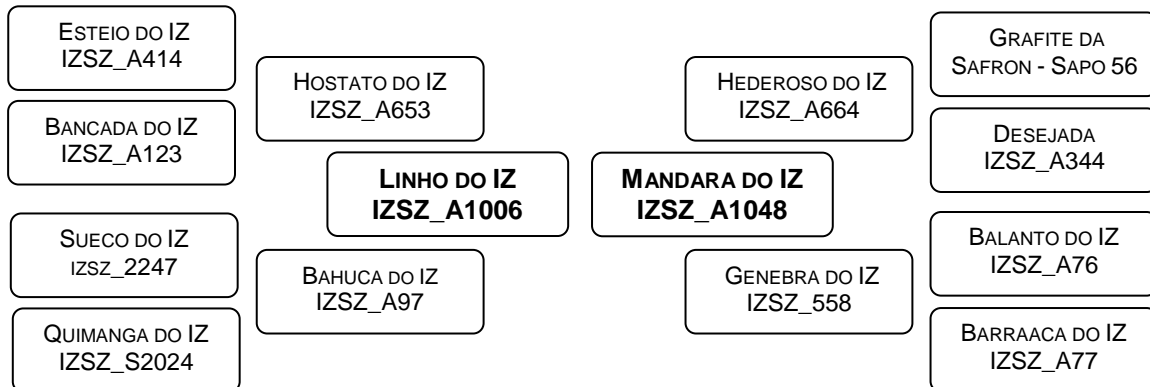 ESTEIO DO IZ
IZSZ_A414
BANCADA DO IZ
IZSZ_A123
SUECO DO IZ
IZSZ_2247
QUIMANGA DO IZ
IZSZ_S2024
HOSTATO DO IZ
IZSZ_A653
BAHUCA DO IZ
IZSZ_A97
LINHO DO IZ
IZSZ_A1006
MANDARA DO IZ
IZSZ_A1048
HEDEROSO DO IZ
IZSZ_A664
GENEBRA DO IZ
IZSZ_558
GRAFITE DA
SAFRON - SAPO 56
DESEJADA
IZSZ_A344
BALANTO DO IZ
IZSZ_A76
BARRAACA DO IZ
IZSZ_A77